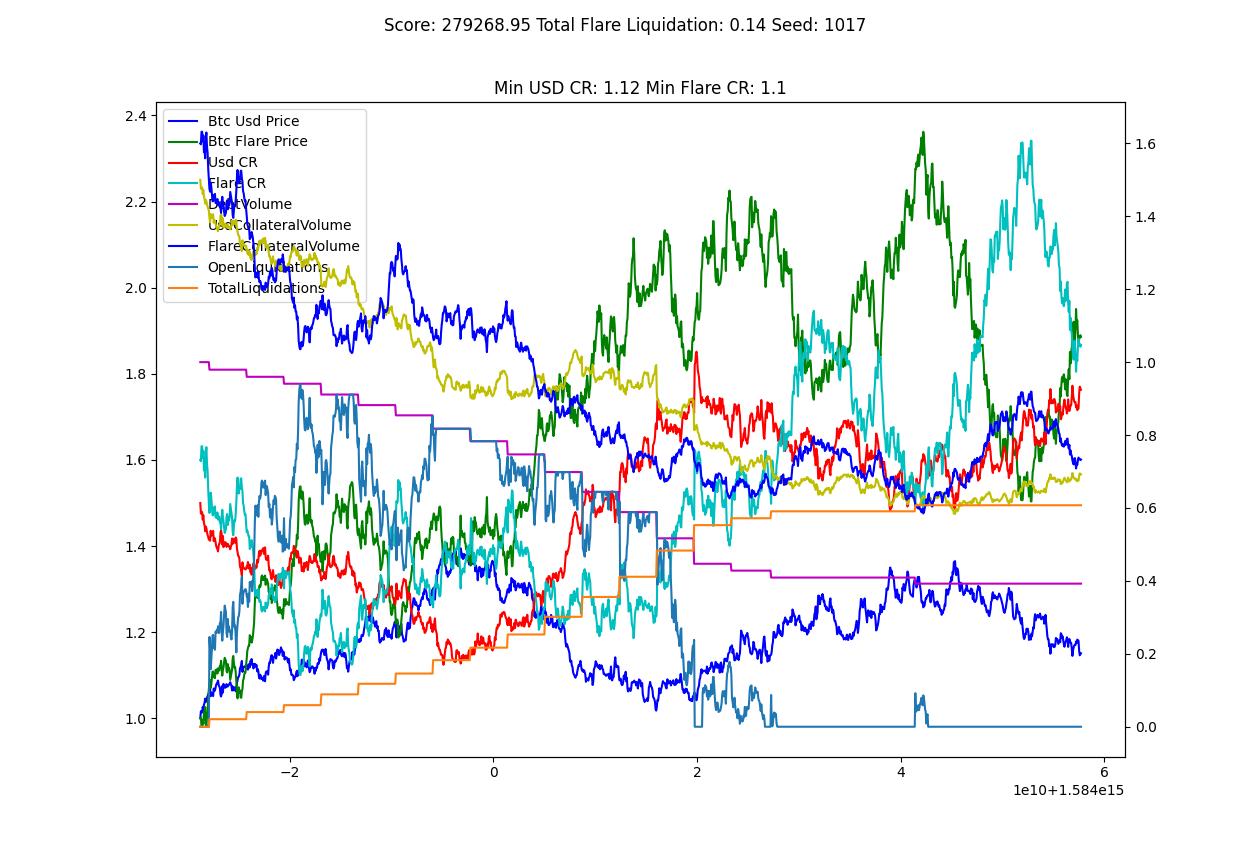 Score: 279268.95 Total Flare Liquidation: 0.14 Seed: 1017
Min USD CR: 1.12 Min Flare CR: 1.1
Btc Usd Price
Btc Flare Price
Usd CR
Flare CR
DebtVolume
UsdCollateralVolume
FlareCollateralVolume
OpenLiquidations
TotalLiquidations
2.4
2.2
2.0
1.8
1.6
1.4
1.2
1.0
1.6
1.4
1.2
1.0
0.8
0.6
0.4
0.2
0.0
−2 0 2 4 6
1e10+1.584e15